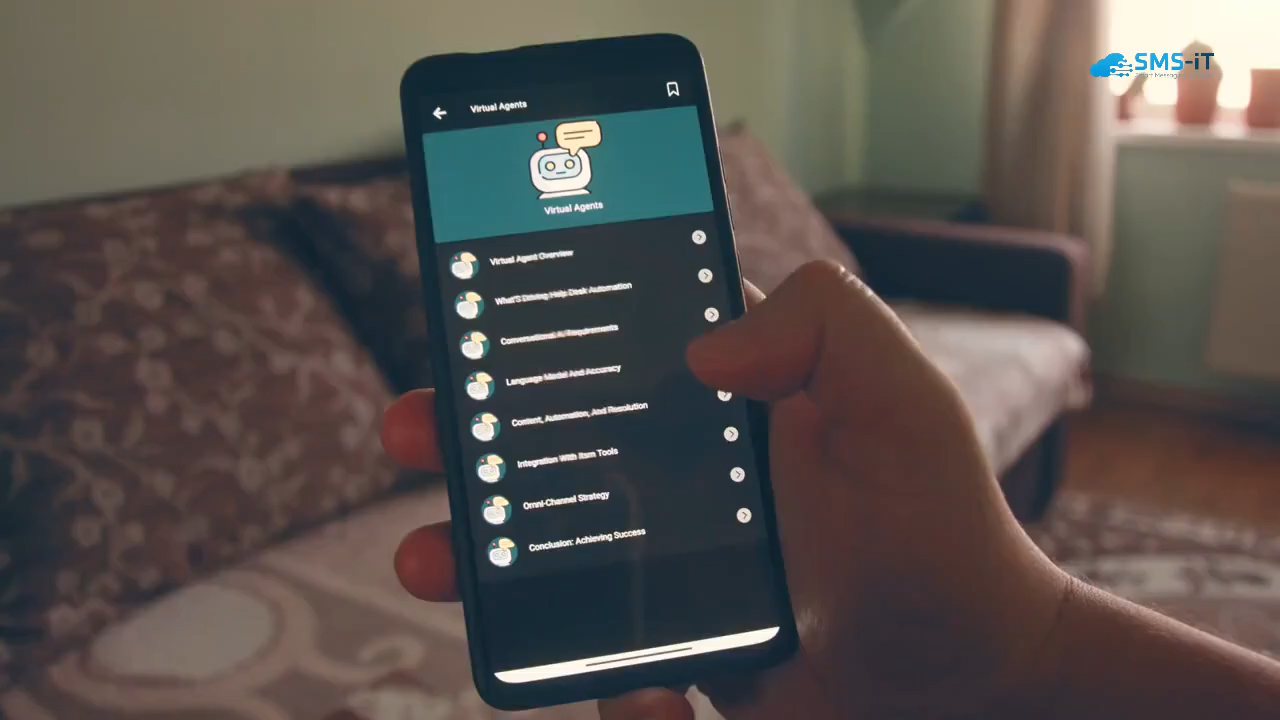 SMS-iT
Virtual Agents
Virtual Agents
Virtual Agent Overview
What'S Driving Help Desk Automation
Conversational Ai Requirements
Language Model And Accuracy
Content, Automation, And Resolution
Integration With Itsm Tools
Omni-Channel Strategy
Conclusion: Achieving Success